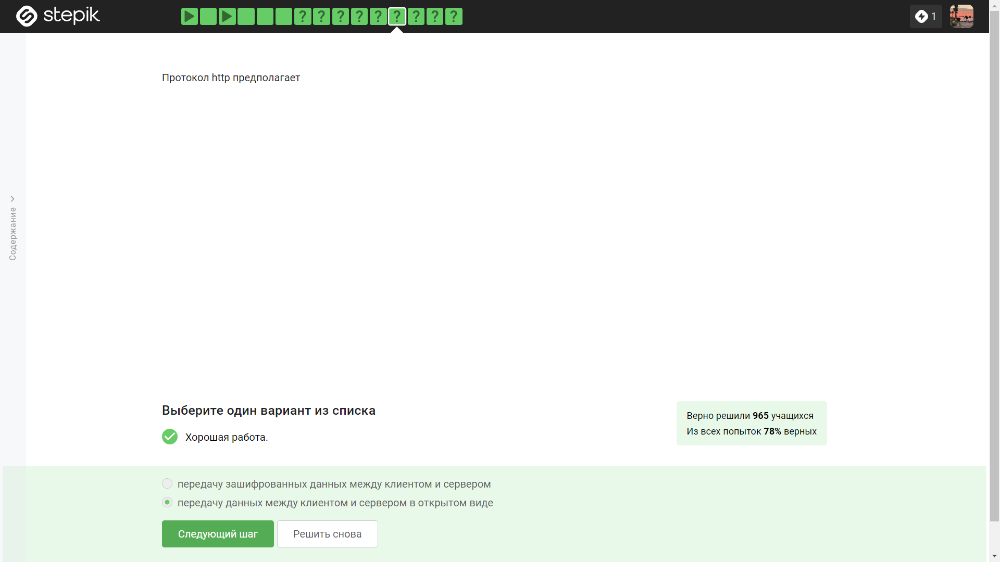 stepik
? ? ? ? ? ? ? ? ?
1
Содержание
Протокол http предполагает
Выберите один вариант из списка
Хорошая работа.
Верно решили 965 учащихся
Из всех попыток 78% верных
передачу зашифрованных данных между клиентом и сервером
передачу данных между клиентом и сервером в открытом виде
Следующий шаг
Решить снова